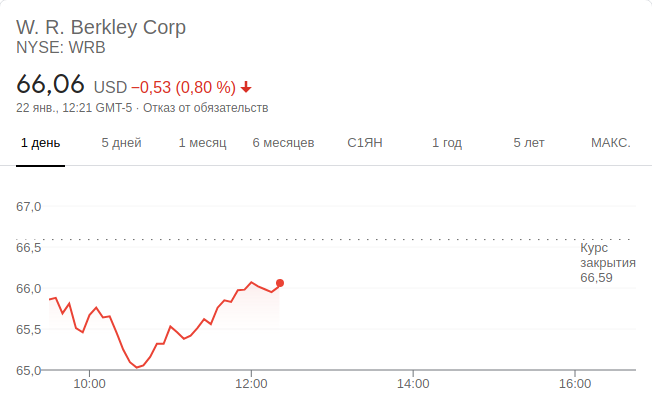 W. R. Berkley Corp
NYSE: WRB
66,06 USD −0,53 (0,80 %)
22 янв., 12:21 GMT-5 · Отказ от обязательств
1 день 5 дней 1 месяц 6 месяцев С1ЯН 1 год 5 лет МАКС.
67,0
66,5
66,0
65,5
65,0
Курс
закрытия
66,59
10:00 12:00 14:00 16:00